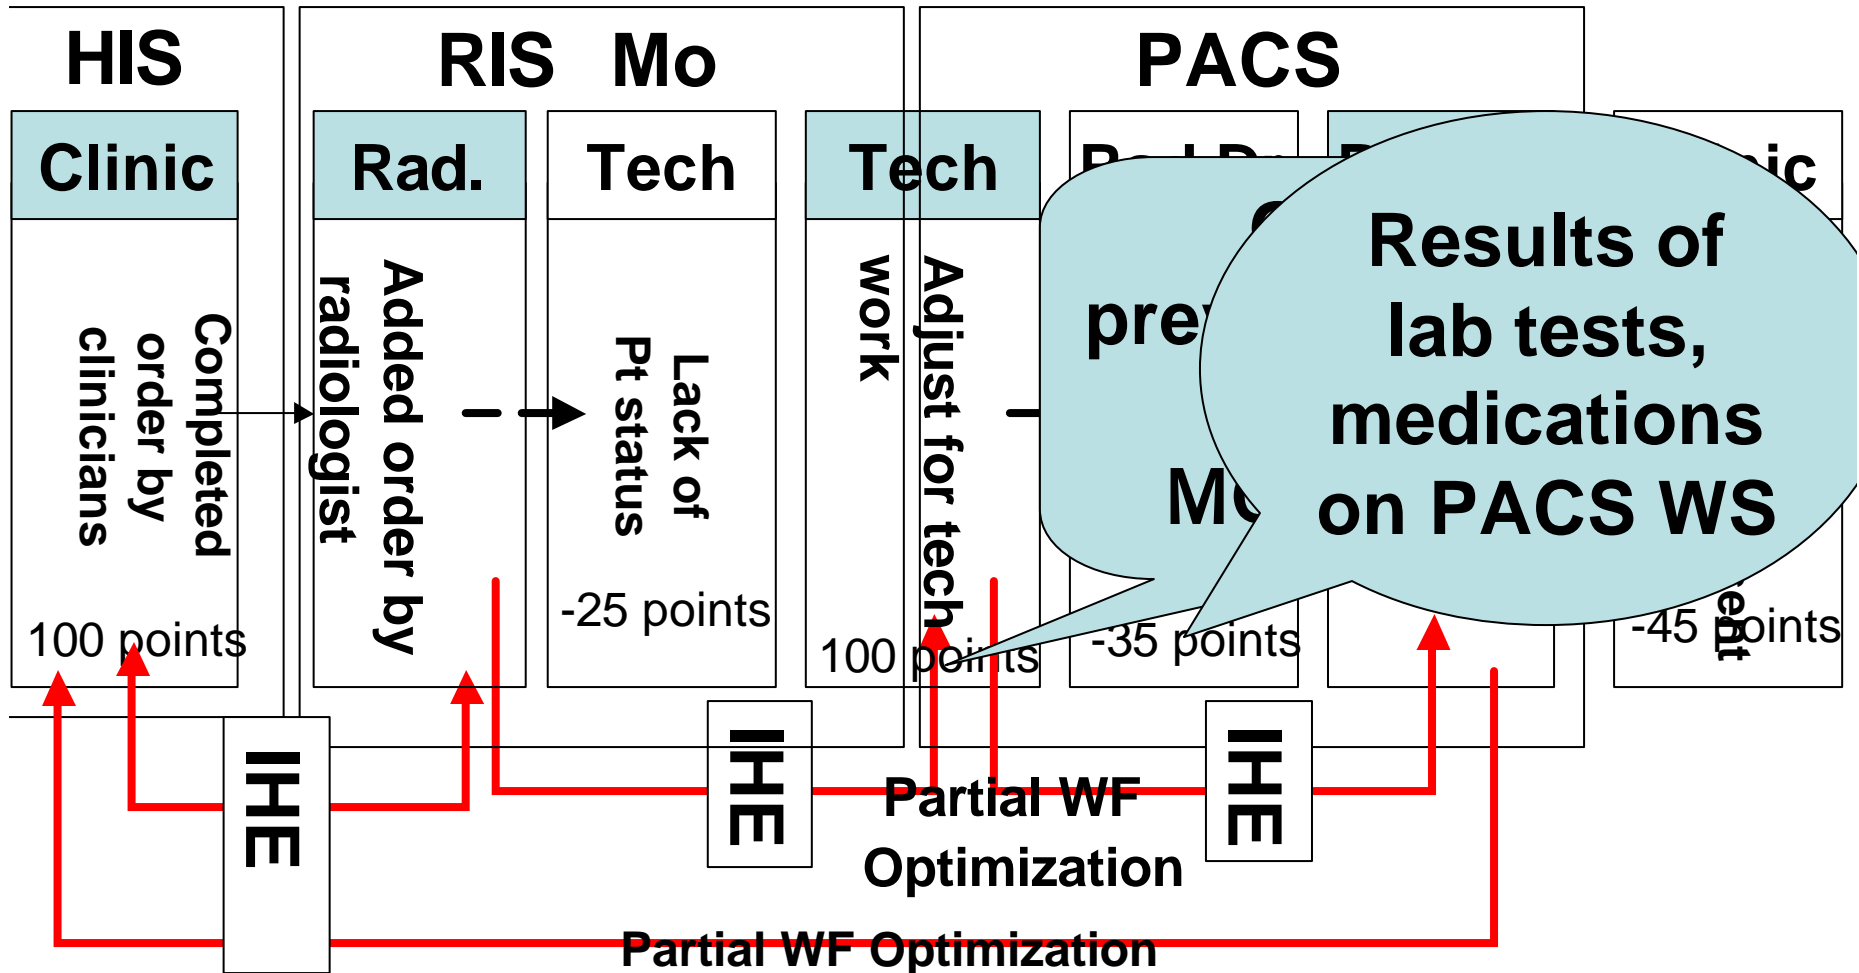 HIS
RIS Mo
PACS
Clinic
Rad.
Tech
Tech
Completed
order by
clinicians
100 points
Added order by
radiologist
Lack of
Pt status
-25 points
Adjust for tech
work
100 points
-35 points
-45 points
Results of
lab tests,
medications
on PACS WS
IHE
IHE
IHE
Partial WF
Optimization
Partial WF Optimization